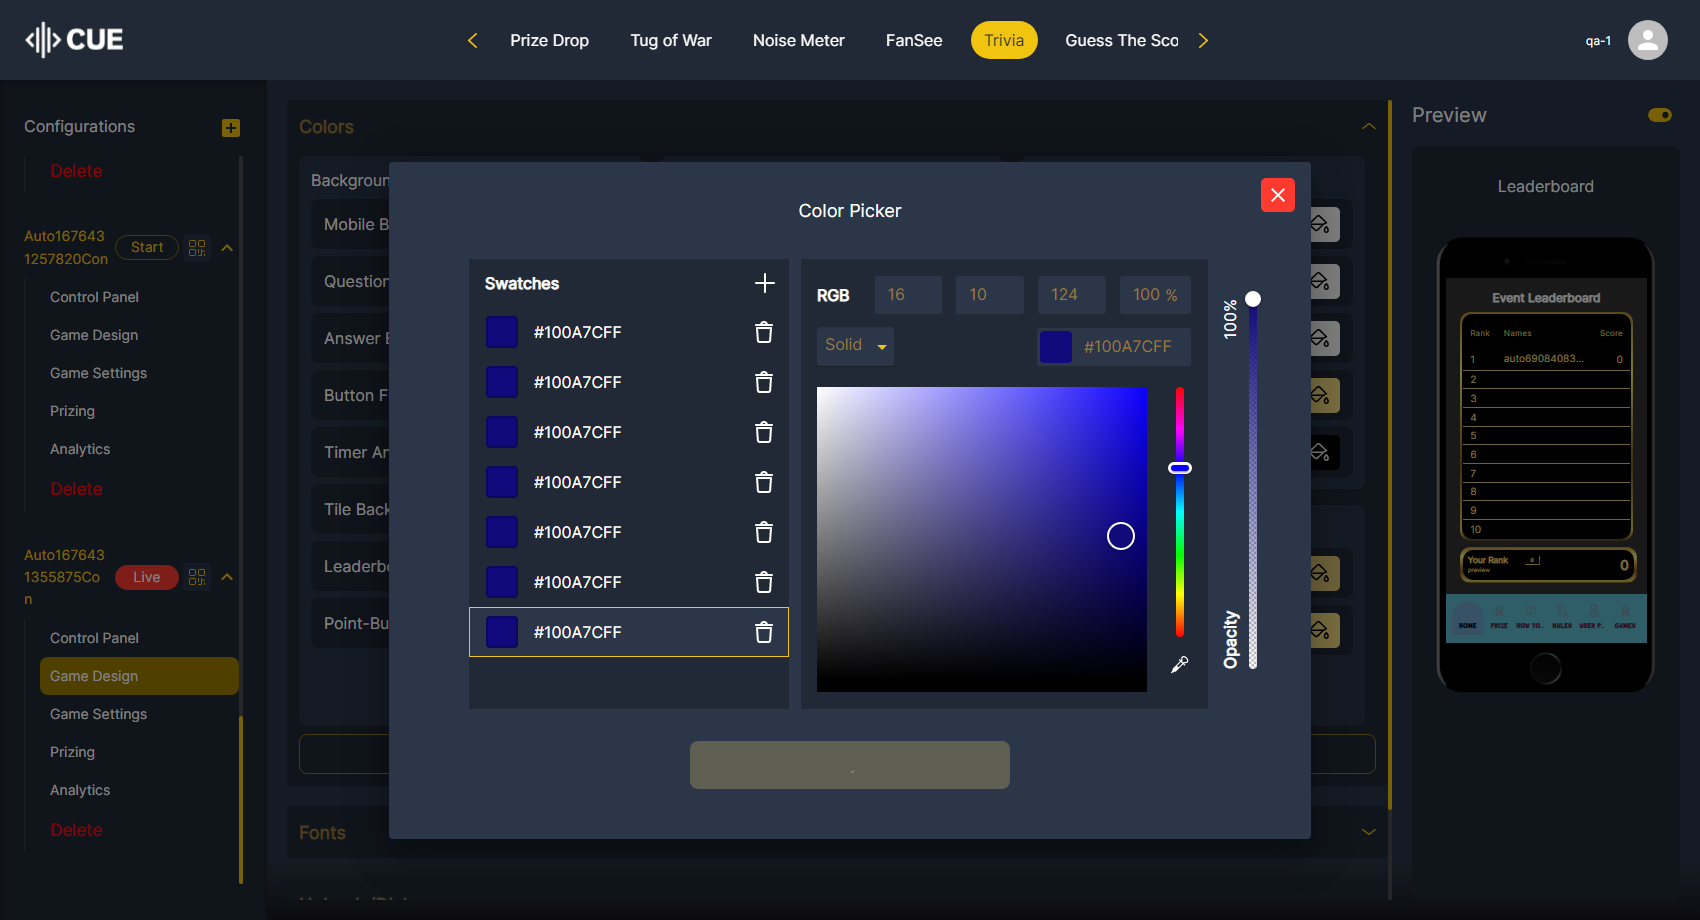 CUE
Prize Drop
Tug of War
Noise Meter
FanSee
Trivia
Guess The Sco
qa-1
Configurations
Delete
Auto167643
1257820Con
Start
Control Panel
Game Design
Game Settings
Prizing
Analytics
Delete
Auto167643
1355875Co
n
Live
Control Panel
Game Design
Game Settings
Prizing
Analytics
Delete
Colors
Backgroun
Mobile B
Question
Answer B
Button F
Timer An
Tile Back
Leaderbo
Point-Bu
Fonts
Color Picker
Swatches
#100A7CFF
#100A7CFF
#100A7CFF
#100A7CFF
#100A7CFF
#100A7CFF
#100A7CFF
RGB
16
10
124
100 %
Solid
#100A7CFF
100%
Opacity
Preview
Leaderboard
Event Leaderboard
Rank Names Score
1 auto69084083... 0
2
3
4
5
6
7
8
9
10
Your Rank
preview
0
0
HOME PRIZE HOW TO.. RULES USER P.. GAMES